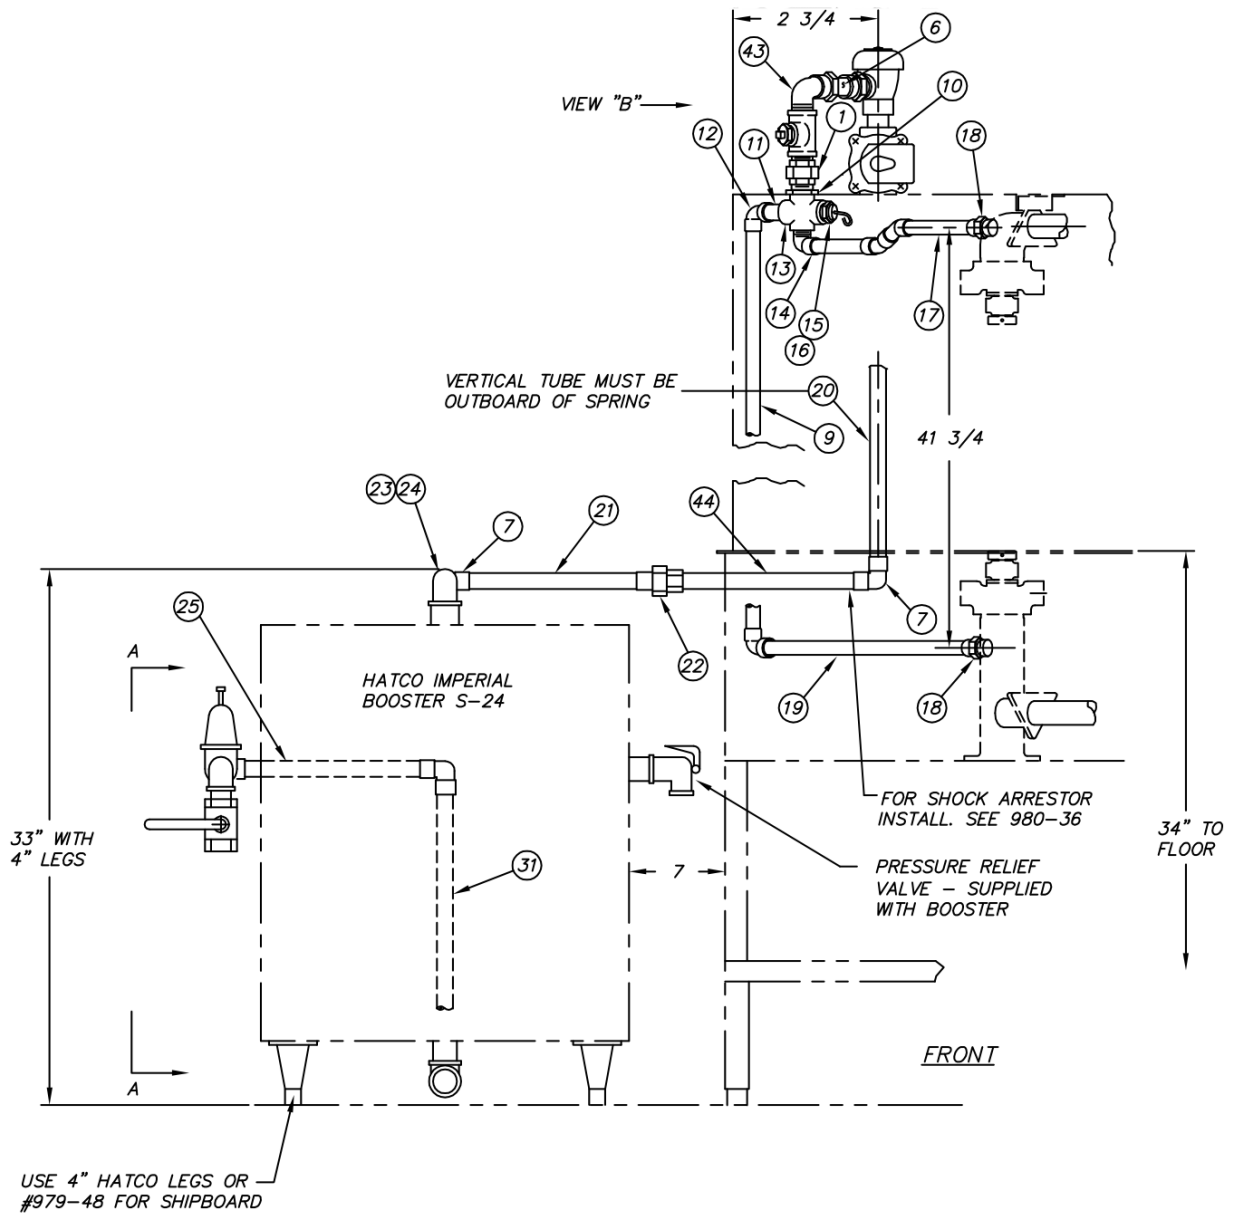 2 3/4
6
43
VIEW "B"
10
1
12
11
18
13
14
15
16
17
VERTICAL TUBE MUST BE
OUTBOARD OF SPRING
20
9
41 3/4
23
24
7
21
44
25
A
22
7
HATCO IMPERIAL
BOOSTER S-24
19
18
33" WITH
4" LEGS
FOR SHOCK ARRESTOR
INSTALL. SEE 980-36
34" TO
FLOOR
31
7
PRESSURE RELIEF
VALVE - SUPPLIED
WITH BOOSTER
FRONT
A
USE 4" HATCO LEGS OR
#979-48 FOR SHIPBOARD